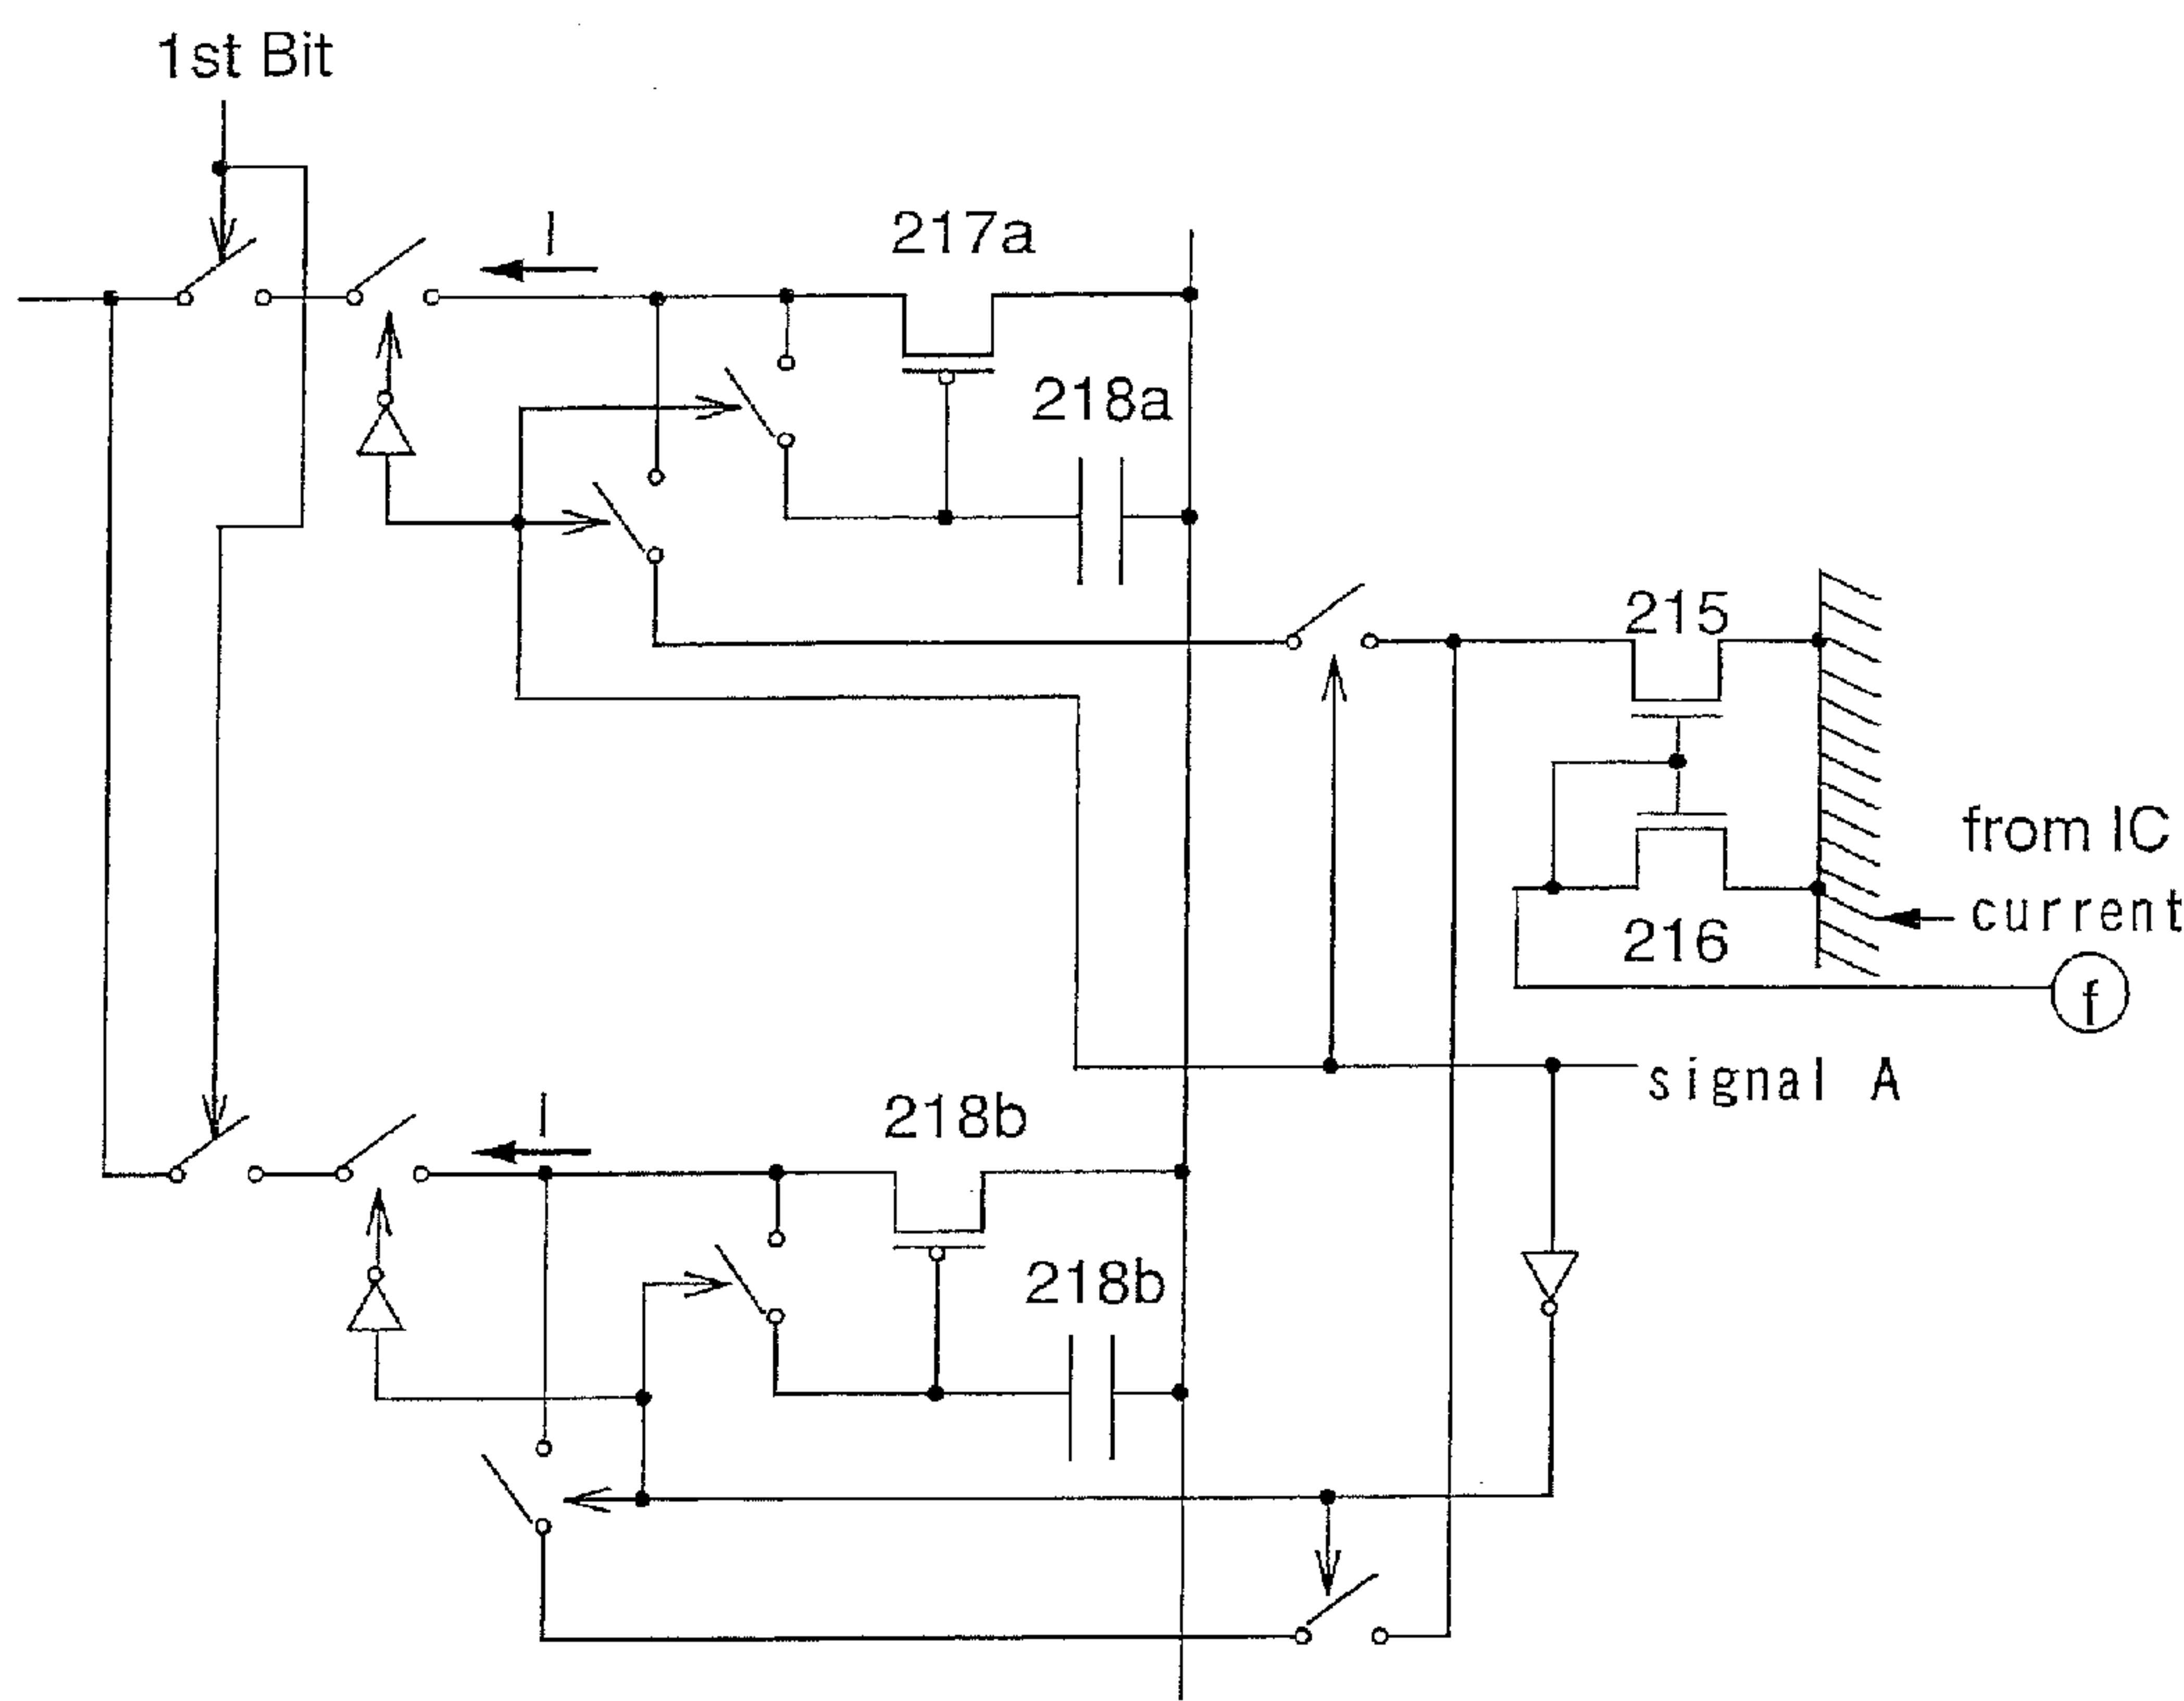 1st Bit
I
217a
218a
215
from IC
current
216
f
signal A
I
218b
218b